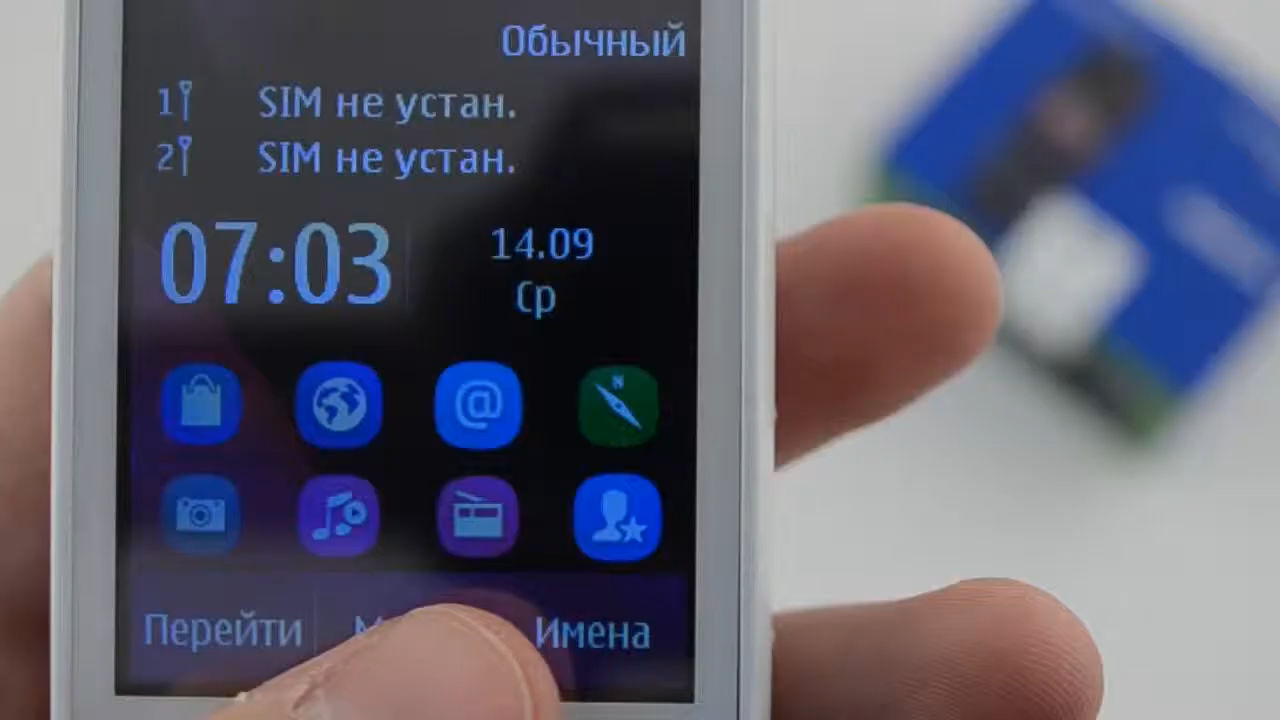 Обычный
1 SIM не устан.
2 SIM не устан.
07:03
14.09
Ср
@
N
Перейти
Имена